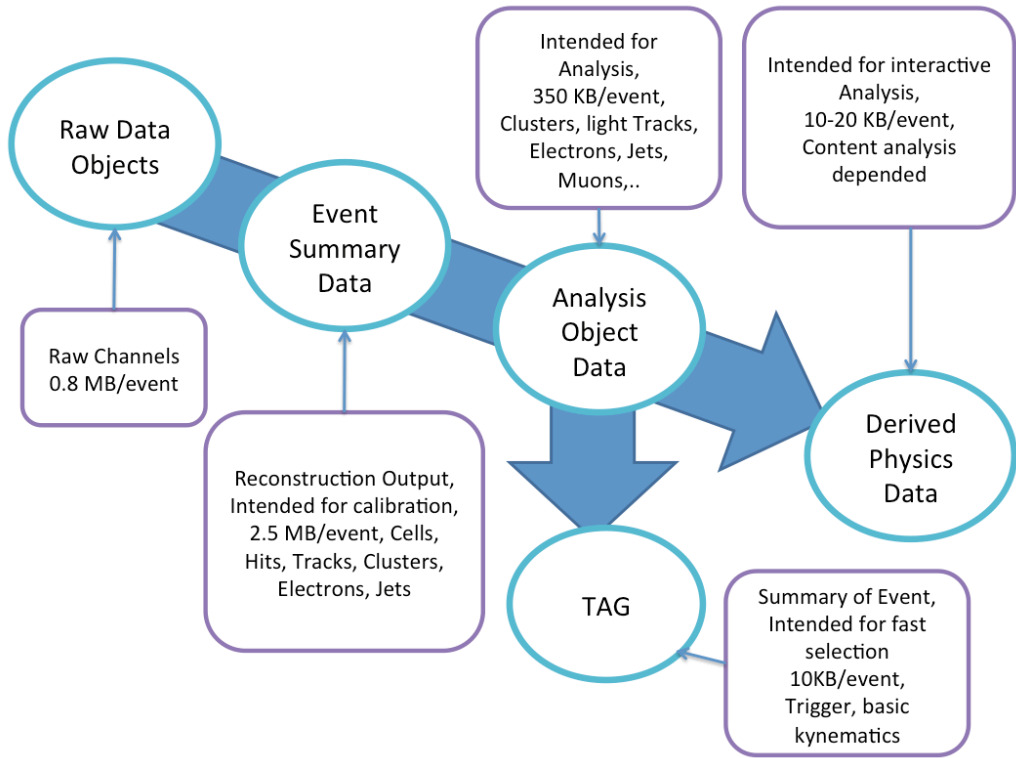 Raw Data
Objects
Raw Channels
0.8 MB/event
Event
Summary
Data
Reconstruction Output,
Intended for calibration,
2.5 MB/event, Cells,
Hits, Tracks, Clusters,
Electrons, Jets
Intended for
Analysis,
350 KB/event,
Clusters, light Tracks,
Electrons, Jets,
Muons,..
Analysis
Object
Data
Intended for interactive
Analysis,
10-20 KB/event,
Content analysis
depended
Derived
Physics
Data
TAG
Summary of Event,
Intended for fast
selection
10KB/event,
Trigger, basic
kynematics